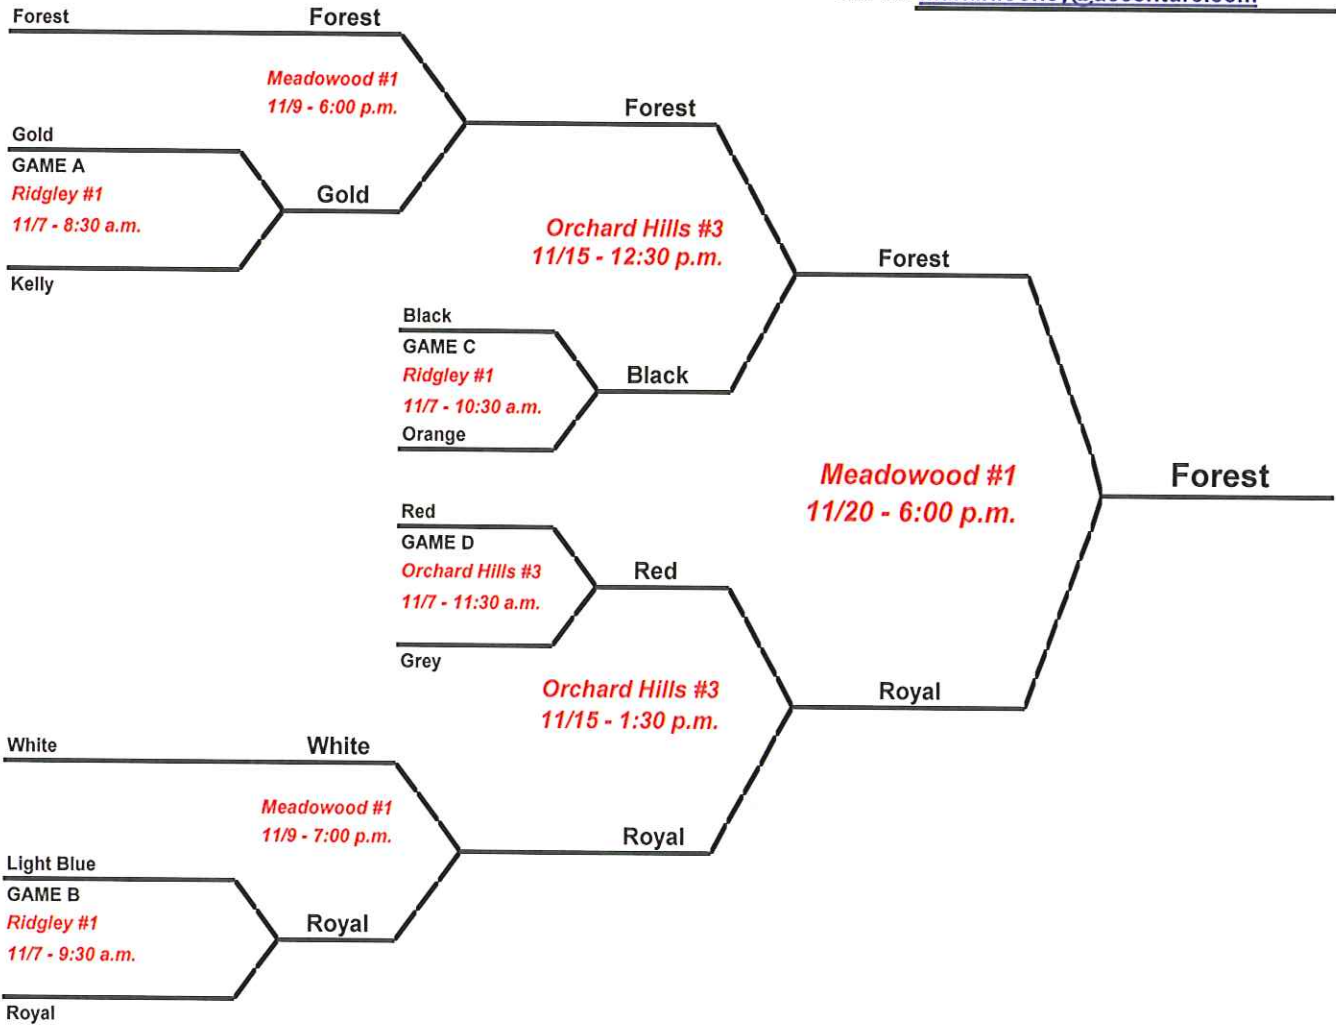 Forest
Forest
Meadowood #1
11/9 - 6:00 p.m.
Forest
Gold
GAME A
Ridgley #1
11/7 - 8:30 a.m.
Gold
Kelly
Orchard Hills #3
11/15 - 12:30 p.m.
Forest
Black
GAME C
Ridgley #1
11/7 - 10:30 a.m.
Black
Orange
Meadowood #1
11/20 - 6:00 p.m.
Forest
Red
GAME D
Orchard Hills #3
11/7 - 11:30 a.m.
Red
Grey
Orchard Hills #3
11/15 - 1:30 p.m.
Royal
White
White
Meadowood #1
11/9 - 7:00 p.m.
Royal
Light Blue
GAME B
Ridgley #1
11/7 - 9:30 a.m.
Royal
Royal